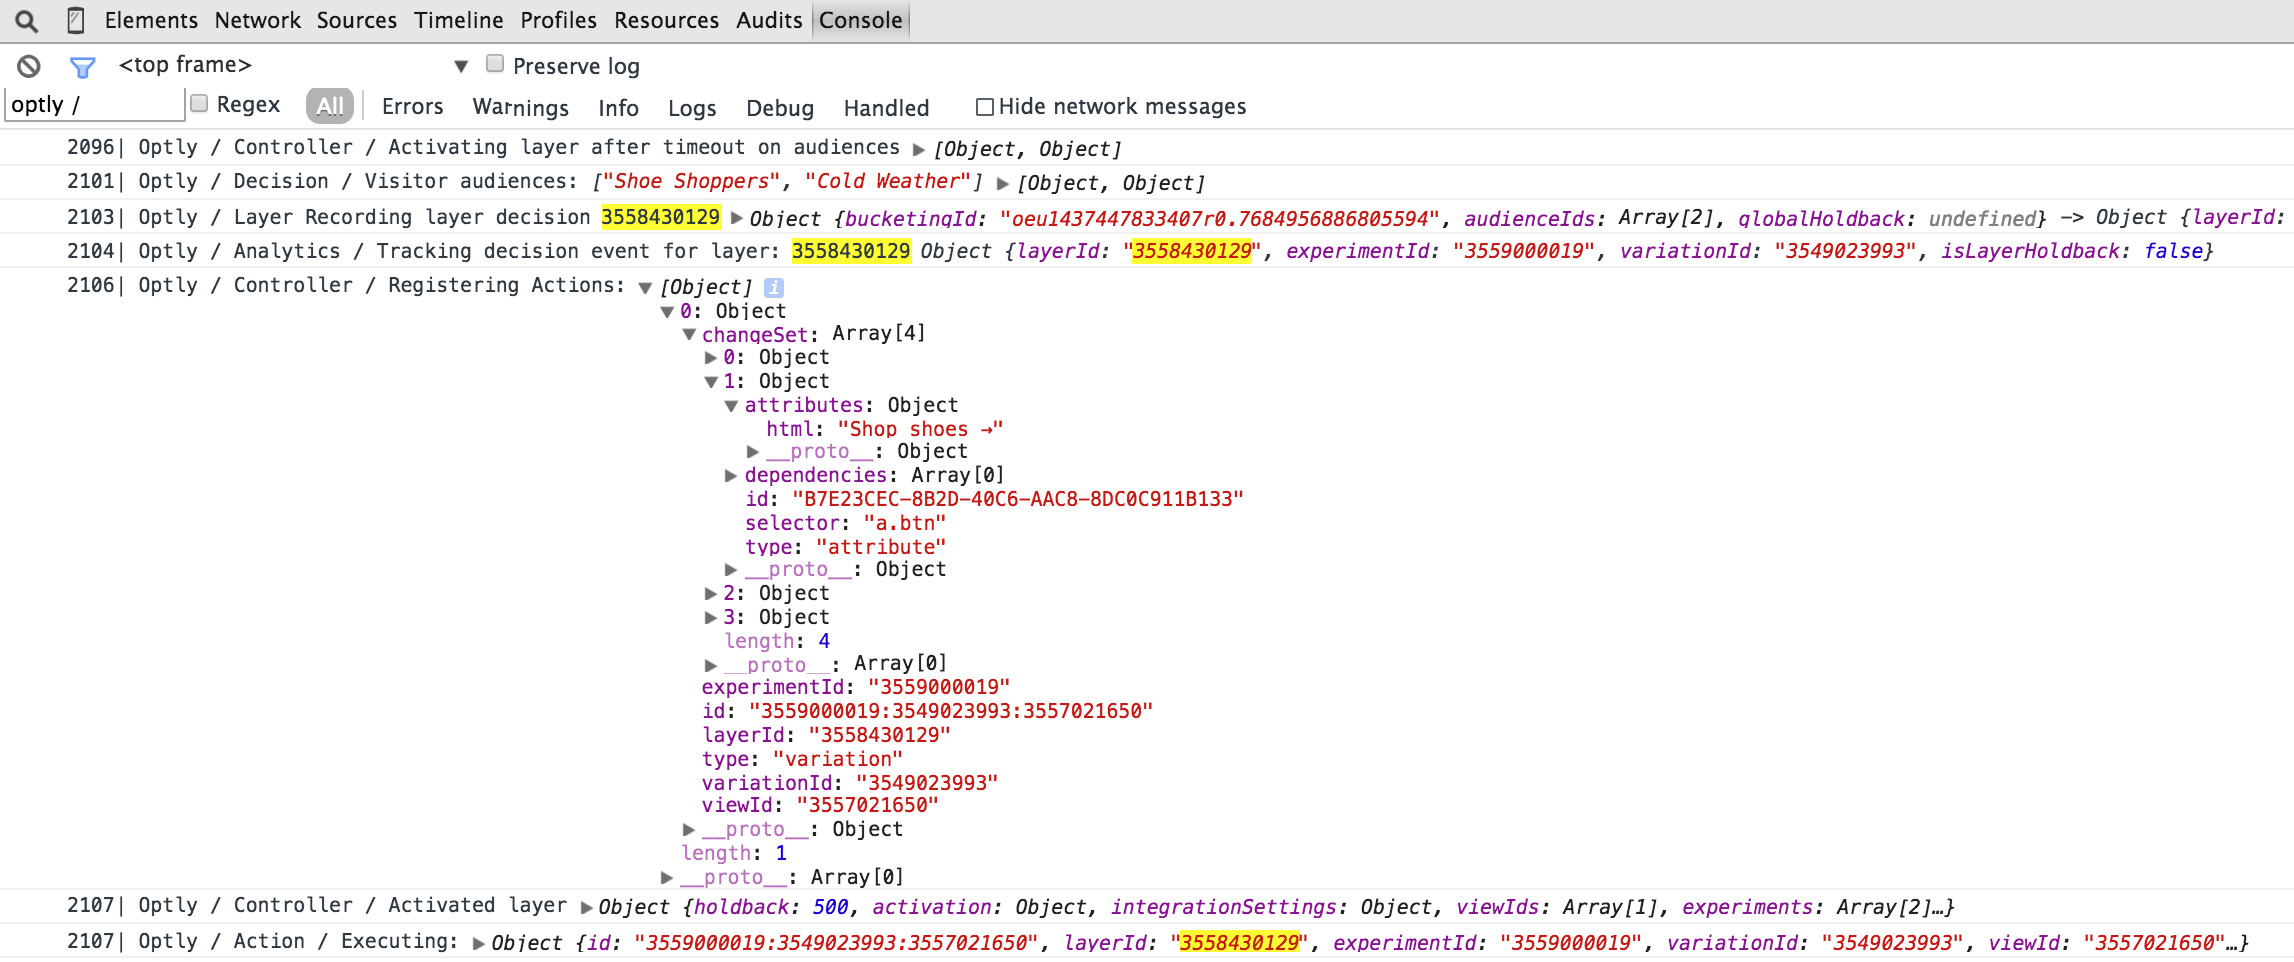 Elements Network Sources Timeline Profiles Resources Audits Console
<top frame> ▼ Preserve log
optly / Regex All Errors Warnings Info Logs Debug Handled Hide network messages
2096| Optly / Controller / Activating layer after timeout on audiences ▶ [Object, Object]
2101| Optly / Decision / Visitor audiences: ["Shoe Shoppers", "Cold Weather"] ▶ [Object, Object]
2103| Optly / Layer Recording layer decision 3558430129 ▶ Object {bucketingId: "oeu1437447833407r0.7684956886805594", audienceIds: Array[2], globalHoldback: undefined} —> Object {layerId:
2104| Optly / Analytics / Tracking decision event for layer: 3558430129 Object {layerId: "3558430129", experimentId: "3559000019", variationId: "3549023993", isLayerHoldback: false}
2106| Optly / Controller / Registering Actions: ▼ [Object] i
▼ 0: Object
▼ changeSet: Array[4]
▶ 0: Object
▼ 1: Object
▼ attributes: Object
html: "Shop shoes →"
▶ __proto__: Object
▶ dependencies: Array[0]
id: "B7E23CEC-8B2D-40C6-AAC8-8DC0C911B133"
selector: "a.btn"
type: "attribute"
▶ __proto__: Object
▶ 2: Object
▶ 3: Object
length: 4
▶ __proto__: Array[0]
experimentId: "3559000019"
id: "3559000019:3549023993:3557021650"
layerId: "3558430129"
type: "variation"
variationId: "3549023993"
viewId: "3557021650"
▶ __proto__: Object
length: 1
▶ __proto__: Array[0]
2107| Optly / Controller / Activated layer ▶ Object {holdback: 500, activation: Object, integrationSettings: Object, viewIds: Array[1], experiments: Array[2]…}
2107| Optly / Action / Executing: ▶ Object {id: "3559000019:3549023993:3557021650", layerId: "3558430129", experimentId: "3559000019", variationId: "3549023993", viewId: "3557021650"…}